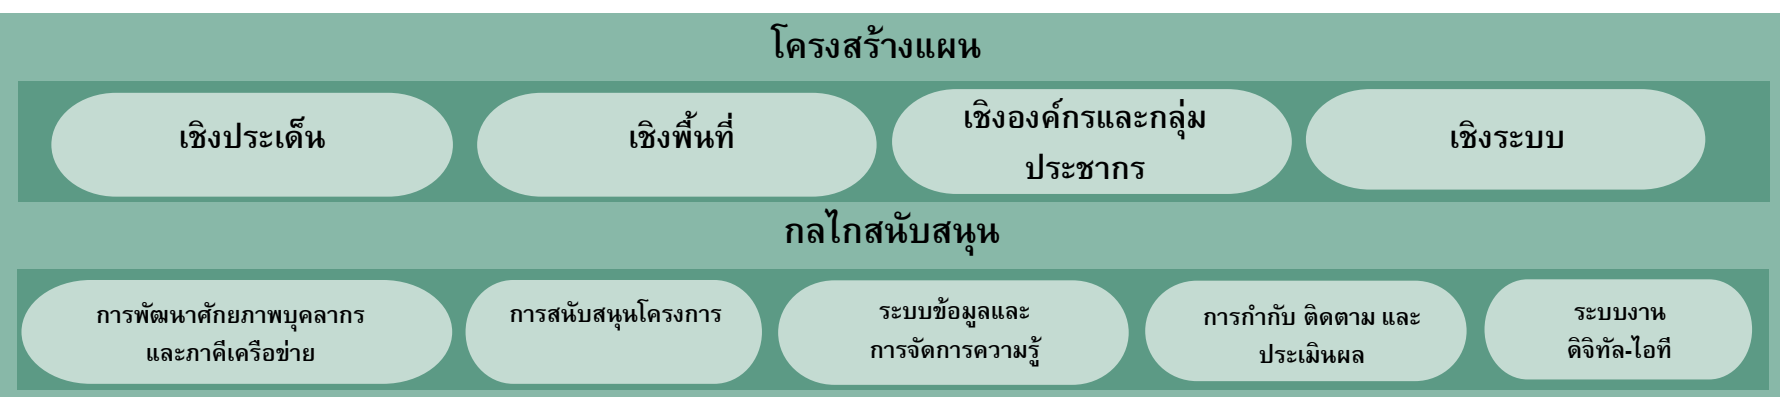 โครงสร้างแผน
เชิงประเด็น
เชิงพื้นที่
เชิงองค์กรและกลุ่ม
ประชากร
เชิงระบบ
กลไกสนับสนุน
การพัฒนาศักยภาพบุคลากร
และภาคีเครือข่าย
การสนับสนุนโครงการ
ระบบข้อมูลและ
การจัดการความรู้
การกำกับ ติดตาม และ
ประเมินผล
ระบบงาน
ดิจิทัล-ไอที